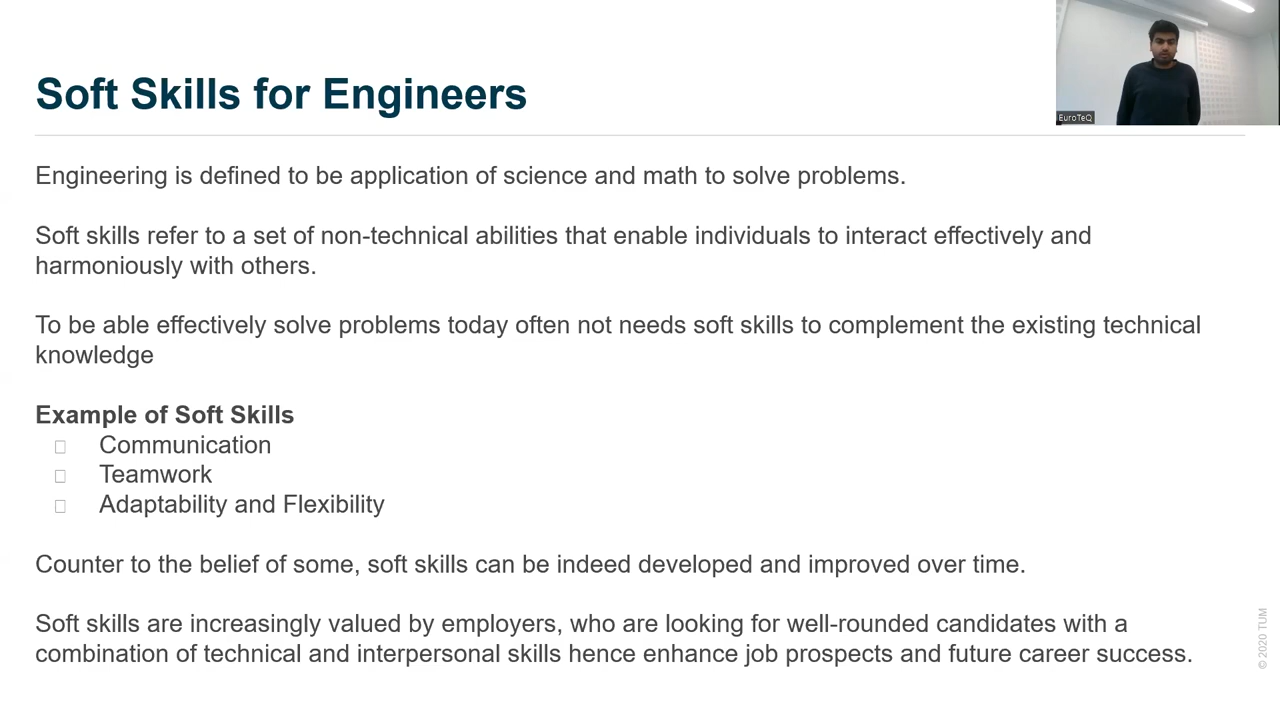 Soft Skills for Engineers
EuroTeQ
Engineering is defined to be application of science and math to solve problems.
Soft skills refer to a set of non-technical abilities that enable individuals to interact effectively and
harmoniously with others.
To be able effectively solve problems today often not needs soft skills to complement the existing technical
knowledge
Example of Soft Skills
Communication
Teamwork
Adaptability and Flexibility
Counter to the belief of some, soft skills can be indeed developed and improved over time.
Soft skills are increasingly valued by employers, who are looking for well-rounded candidates with a
combination of technical and interpersonal skills hence enhance job prospects and future career success.
© 2020 TUM